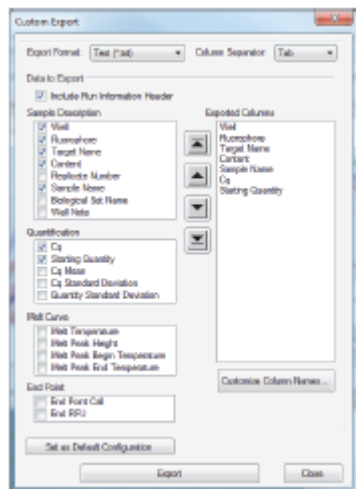 Custom Export
Export Format: Text (*.txt) Column Separator: Tab
Data to Export
Include Run Information Header
Sample Description
Well
Fluorophore
Target Name
Content
Replicate Number
Sample Name
Biological Set Name
Well Note
Quantification
Cq
Starting Quantity
Cq Mean
Cq Standard Deviation
Quantity Standard Deviation
Melt Curve
Melt Temperature
Melt Peak Height
Melt Peak Begin Temperature
Melt Peak End Temperature
End Point
End Point Call
End RFU
Exported Columns
Well
Fluorophore
Target Name
Content
Sample Name
Cq
Starting Quantity
Customize Column Names...
Set as Default Configuration
Export
Close